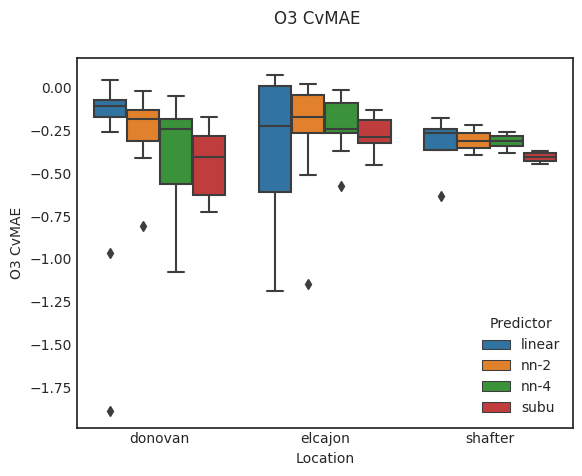 O3 CvMAE
0.00
−0.25
−0.50
−0.75
−1.00
−1.25
−1.50
−1.75
O3 CvMAE
donovan
elcajon
shafter
Location
Predictor
linear
nn-2
nn-4
subu